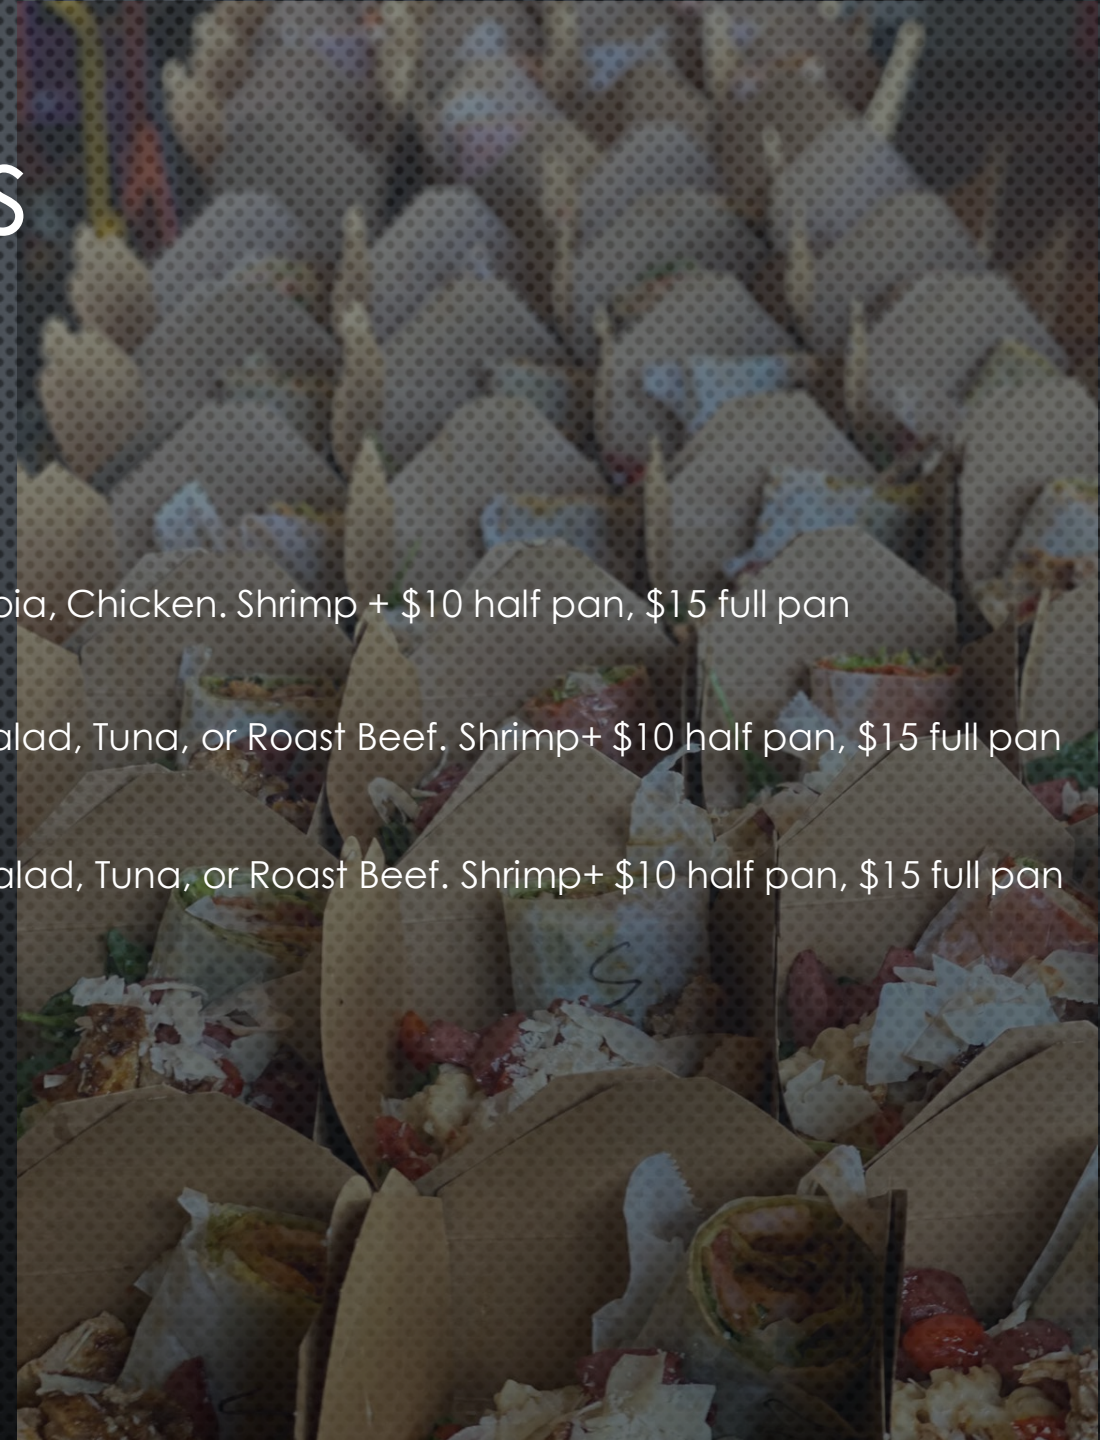 s
bia, Chicken. Shrimp + $10 half pan, $15 full pan
alad, Tuna, or Roast Beef. Shrimp+ $10 half pan, $15 full pan
alad, Tuna, or Roast Beef. Shrimp+ $10 half pan, $15 full pan